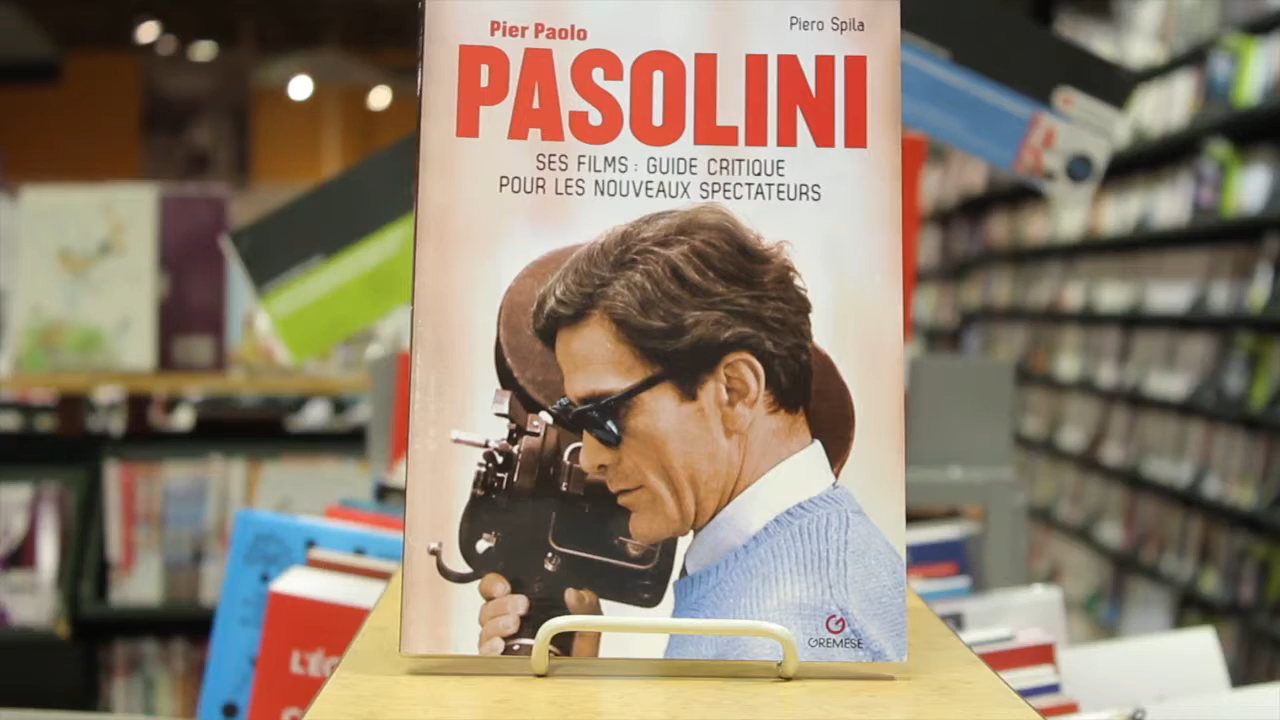 Pier Paolo
Piero Spila
PASOLINI
SES FILMS : GUIDE CRITIQUE
POUR LES NOUVEAUX SPECTATEURS
GREMESE